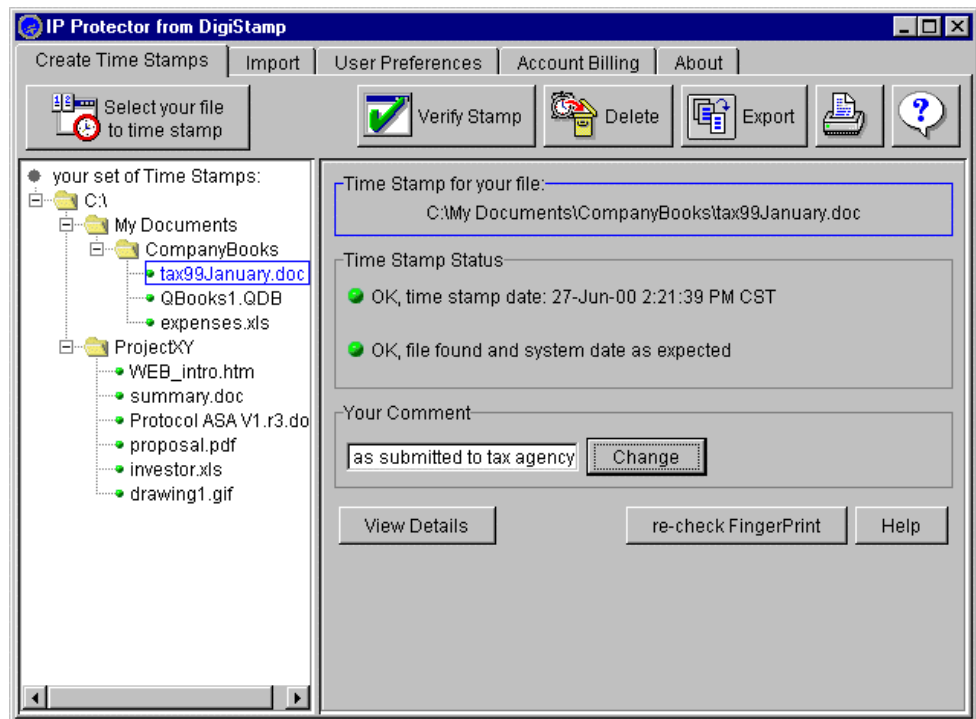 IP Protector from DigiStamp
Create Time Stamps Import User Preferences Account Billing About
Select your file
to time stamp
Verify Stamp Delete Export ?
your set of Time Stamps:
C:\
My Documents
CompanyBooks
tax99January.doc
QBooks1.QDB
expenses.xls
ProjectXY
WEB_intro.htm
summary.doc
Protocol ASA V1.r3.do
proposal.pdf
investor.xls
drawing1.gif
Time Stamp for your file:
C:\My Documents\CompanyBooks\tax99January.doc
Time Stamp Status
OK, time stamp date: 27-Jun-00 2:21:39 PM CST
OK, file found and system date as expected
Your Comment
as submitted to tax agency Change
View Details re-check FingerPrint Help